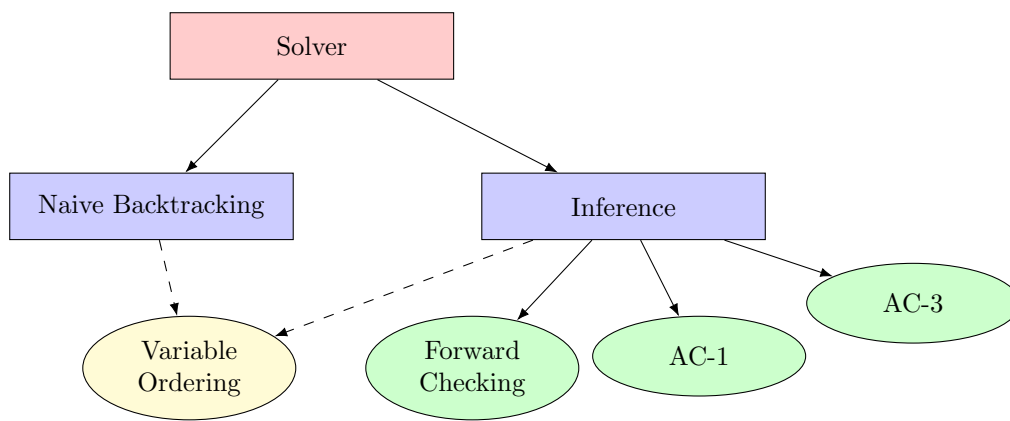 Solver
Naive Backtracking
Inference
Variable
Ordering
Forward
Checking
AC-1
AC-3